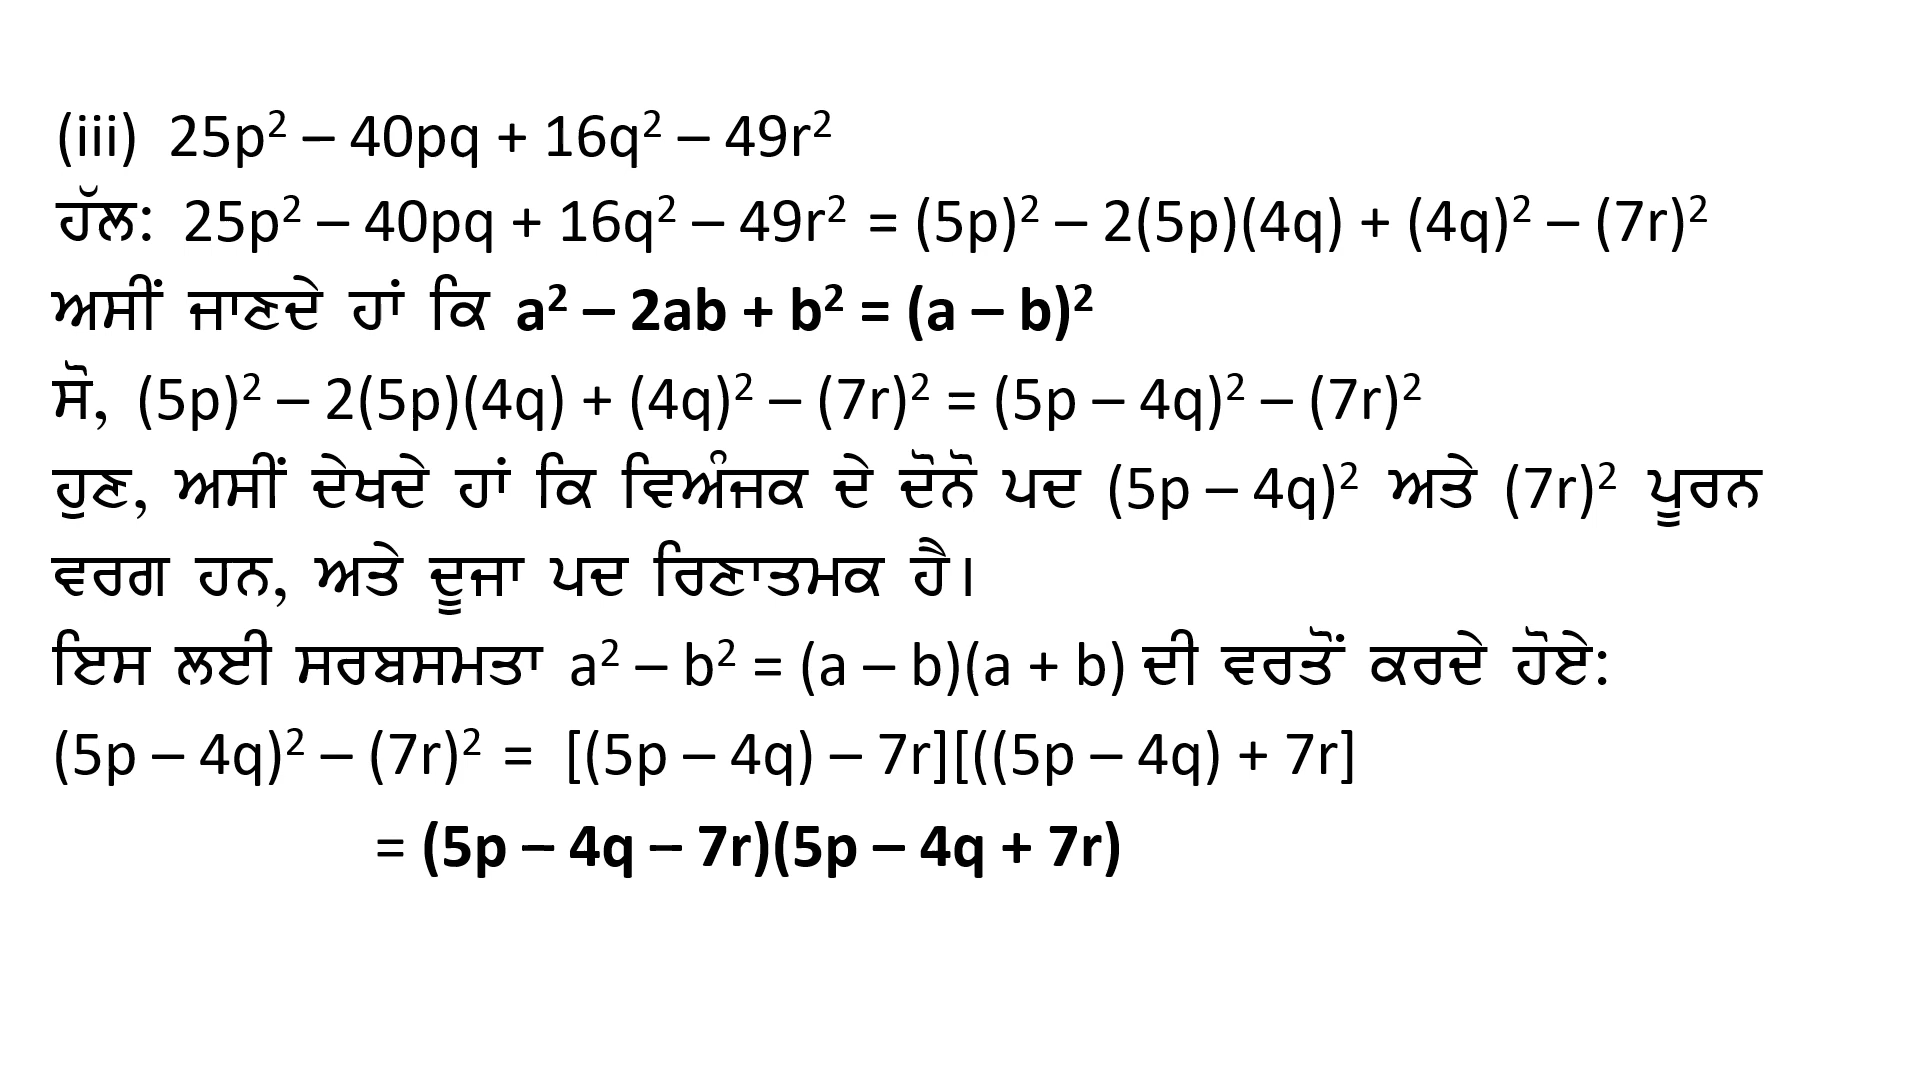 (iii) 25p² – 40pq + 16q² – 49r²
ਹੱਲ: 25p² – 40pq + 16q² – 49r² = (5p)² – 2(5p)(4q) + (4q)² – (7r)²
ਅਸੀਂ ਜਾਣਦੇ ਹਾਂ ਕਿ a² – 2ab + b² = (a – b)²
ਸੋ, (5p)² – 2(5p)(4q) + (4q)² – (7r)² = (5p – 4q)² – (7r)²
ਹੁਣ, ਅਸੀਂ ਦੇਖਦੇ ਹਾਂ ਕਿ ਵਿਅੰਜਕ ਦੇ ਦੋਨੋ ਪਦ (5p – 4q)² ਅਤੇ (7r)² ਪੂਰਨ
ਵਰਗ ਹਨ, ਅਤੇ ਦੂਜਾ ਪਦ ਰਿਣਾਤਮਕ ਹੈ।
ਇਸ ਲਈ ਸਰਬਸਮਤਾ a² – b² = (a – b)(a + b) ਦੀ ਵਰਤੋਂ ਕਰਦੇ ਹੋਏ:
(5p – 4q)² – (7r)² = [(5p – 4q) – 7r][((5p – 4q) + 7r]
= (5p – 4q – 7r)(5p – 4q + 7r)